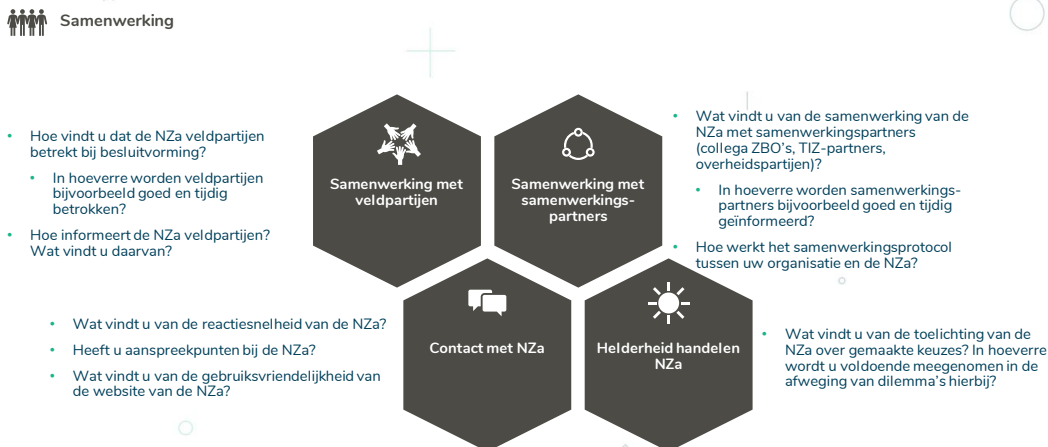 Samenwerking
• Hoe vindt u dat de NZa veldpartijen
betrekt bij besluitvorming?
• In hoeverre worden veldpartijen
bijvoorbeeld goed en tijdig
betrokken?
• Hoe informeert de NZa veldpartijen?
Wat vindt u daarvan?
Samenwerking met
veldpartijen
Samenwerking met
samenwerkings-
partners
• Wat vindt u van de samenwerking van de
NZa met samenwerkingspartners
(collega ZBO's, TIZ-partners,
overheidspartijen)?
• In hoeverre worden samenwerkings-
partners bijvoorbeeld goed en tijdig
geïnformeerd?
• Hoe werkt het samenwerkingsprotocol
tussen uw organisatie en de NZa?
• Wat vindt u van de reactiesnelheid van de NZa?
• Heeft u aanspreekpunten bij de NZa?
• Wat vindt u van de gebruiksvriendelijkheid van
de website van de NZa?
Contact met NZa
Helderheid handelen
NZa
• Wat vindt u van de toelichting van de
NZa over gemaakte keuzes? In hoeverre
wordt u voldoende meegenomen in de
afweging van dilemma's hierbij?